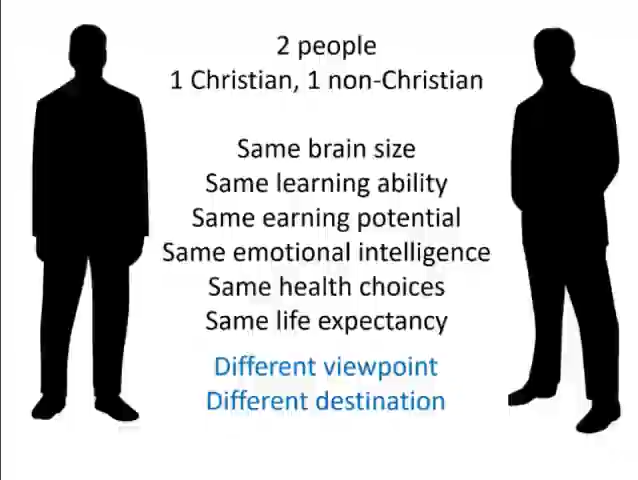 2 people
1 Christian, 1 non-Christian
Same brain size
Same learning ability
Same earning potential
Same emotional intelligence
Same health choices
Same life expectancy
Different viewpoint
Different destination